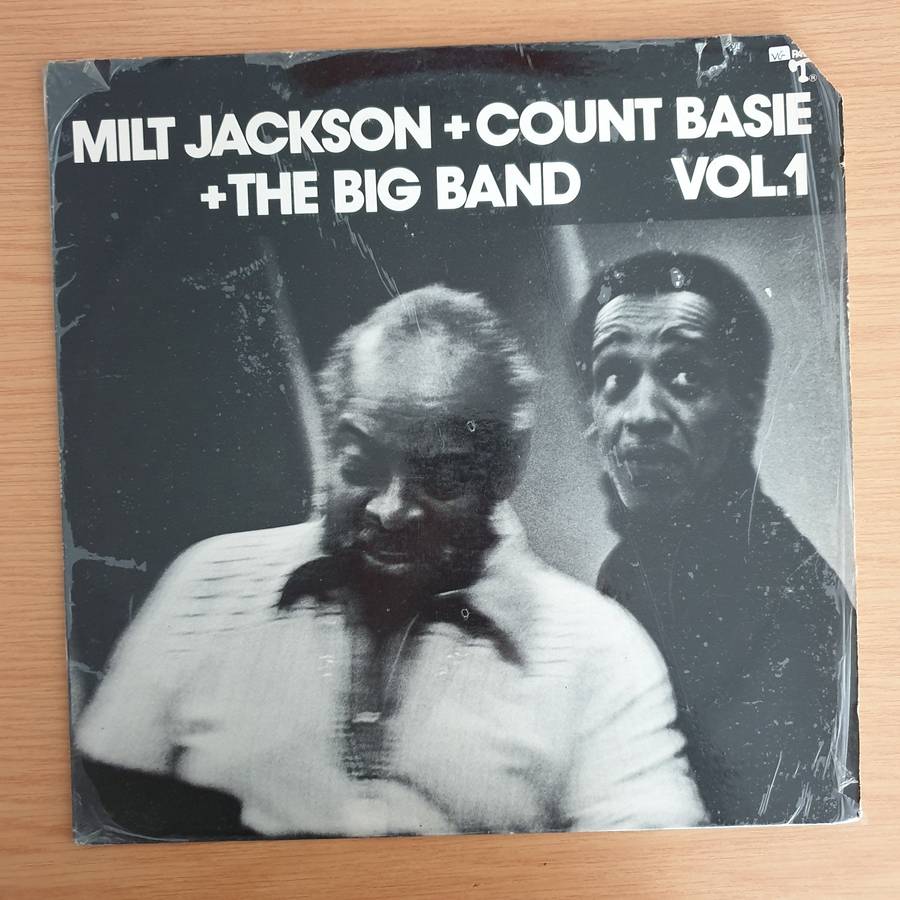 MILT JACKSON + COUNT BASIE
+ THE BIG BAND VOL.1